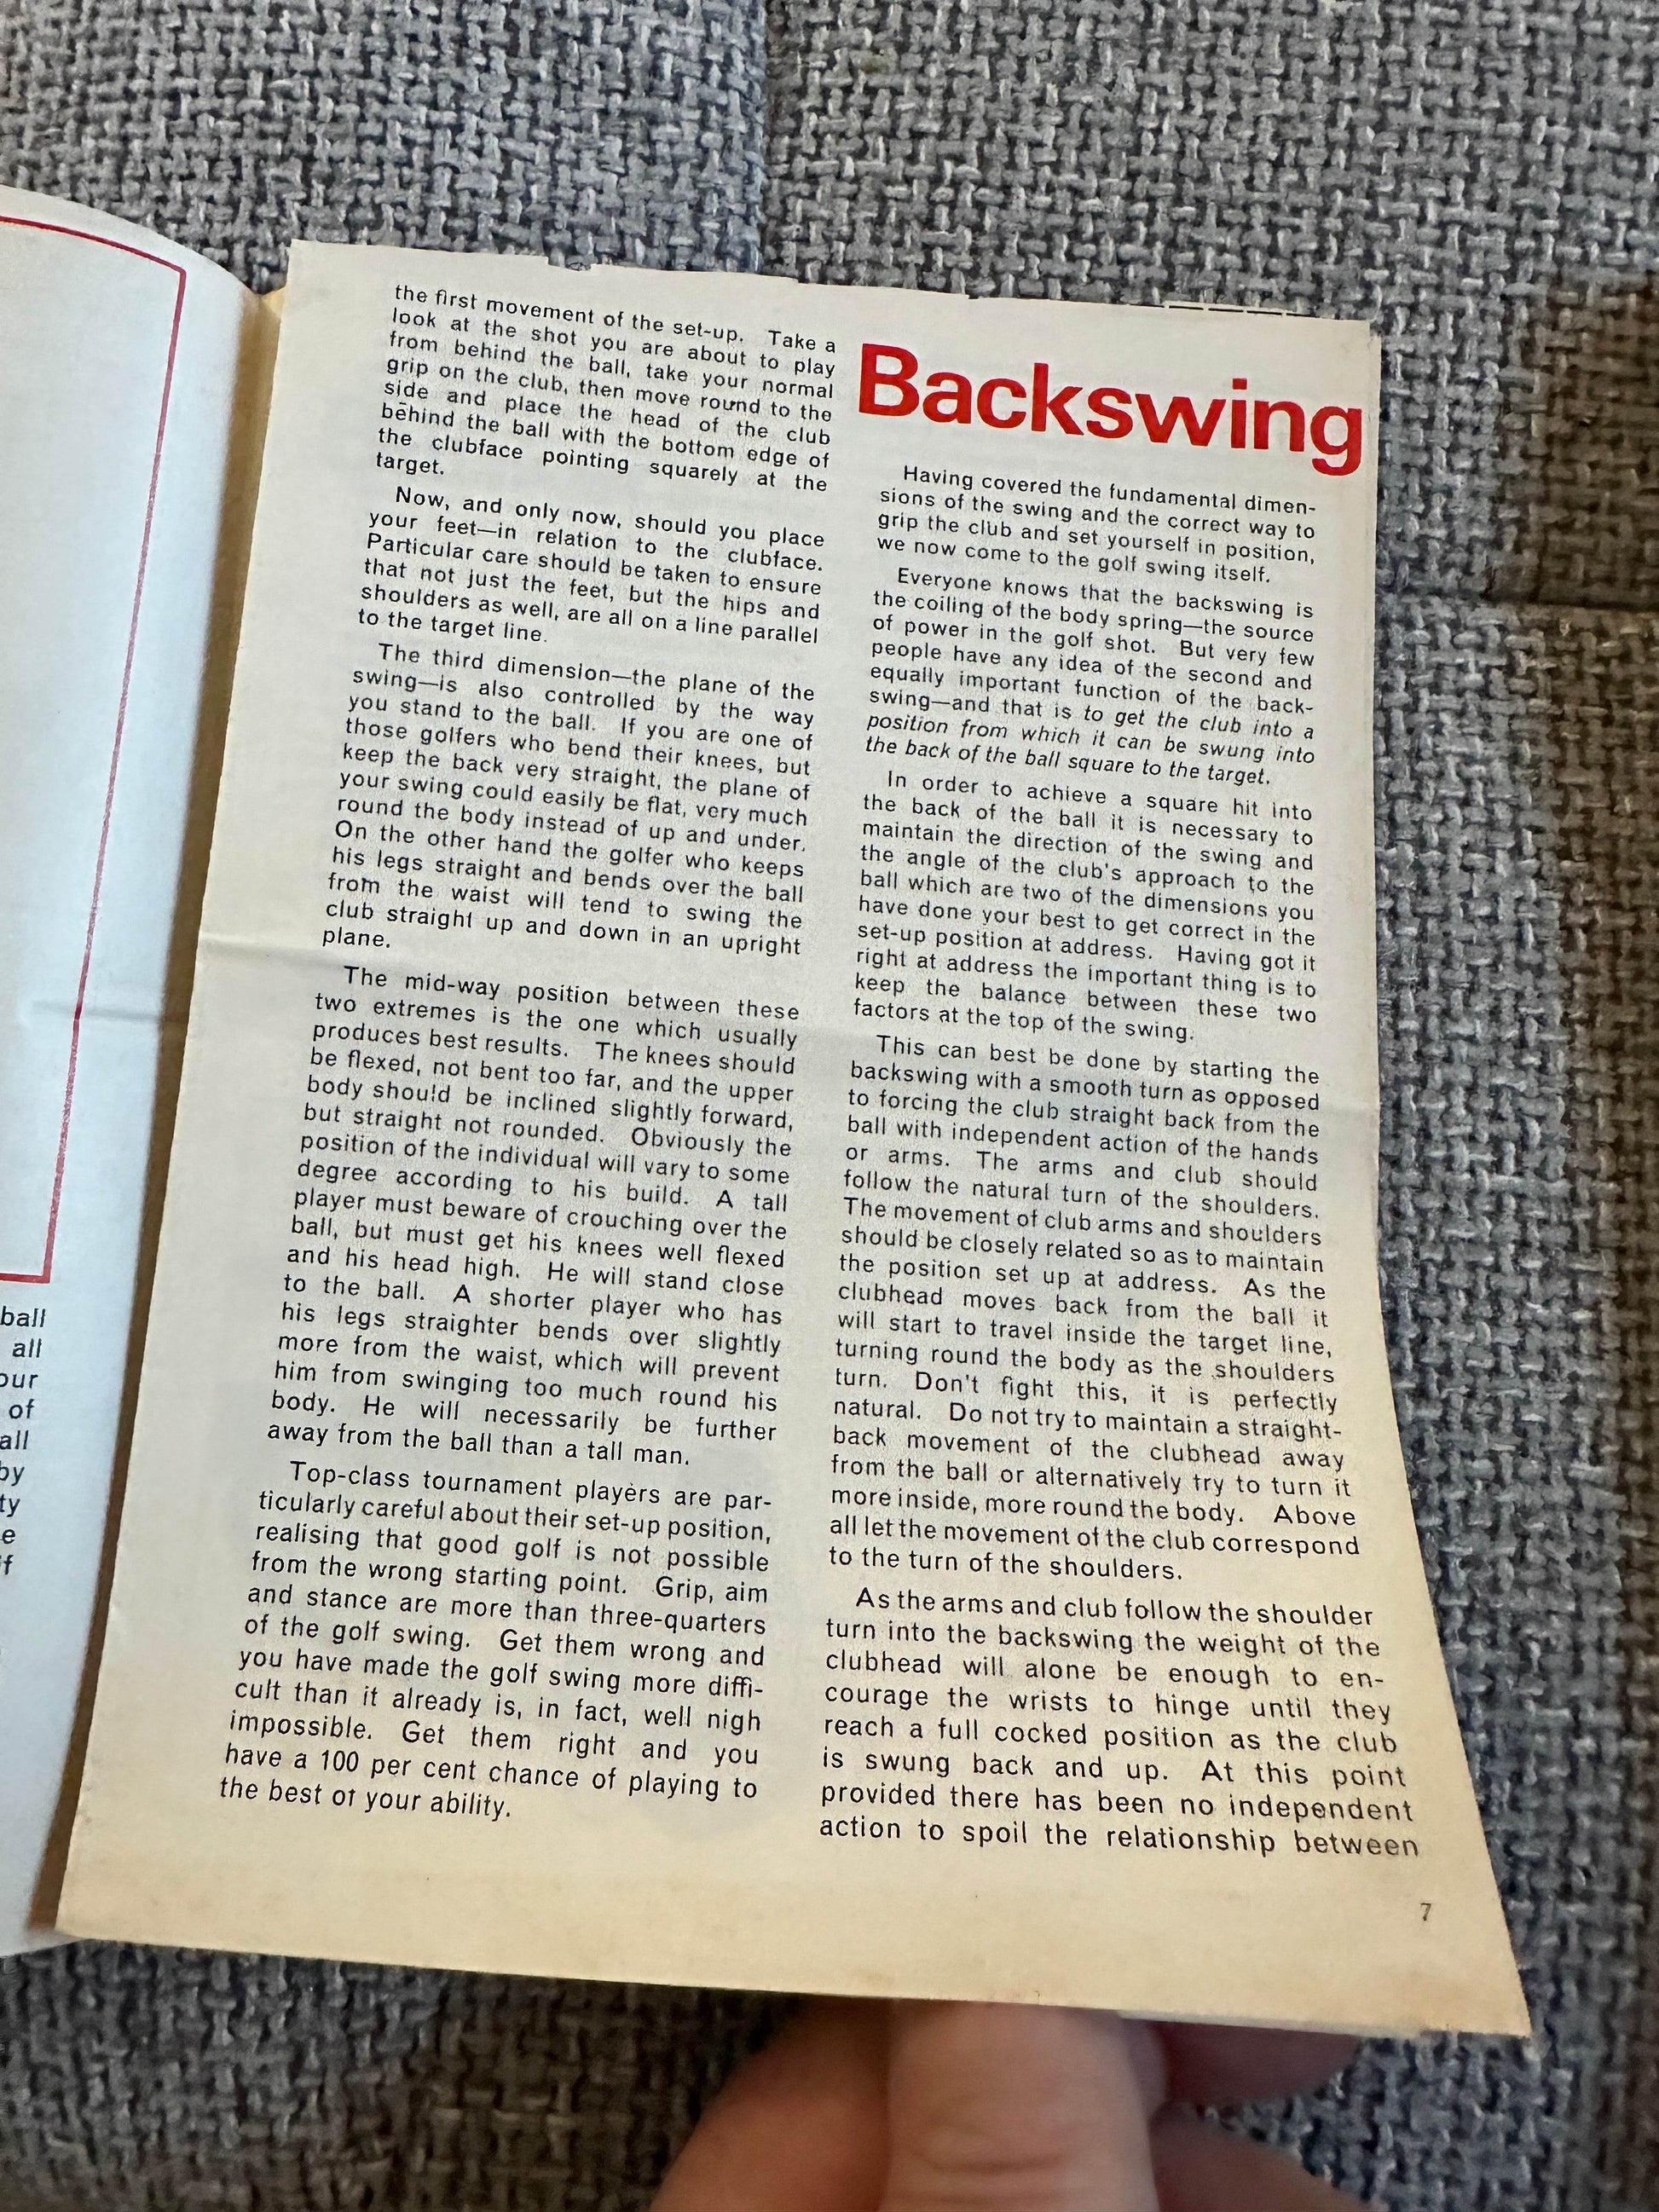 ball
all
our
of
all
by
ty
e
if
the first movement of the set-up. Take a
look at the shot you are about to play
from behind the ball, take your normal
grip on the club, then move round to the
side and place the head of the club
behind the ball with the bottom edge of
the clubface pointing squarely at the
target.
Now, and only now, should you place
your feet—in relation to the clubface.
Particular care should be taken to ensure
that not just the feet, but the hips and
shoulders as well, are all on a line parallel
to the target line.
The third dimension—the plane of the
swing—is also controlled by the way
you stand to the ball. If you are one of
those golfers who bend their knees, but
keep the back very straight, the plane of
your swing could easily be flat, very much
round the body instead of up and under.
On the other hand the golfer who keeps
his legs straight and bends over the ball
from the waist will tend to swing the
club straight up and down in an upright
plane.
The mid-way position between these
two extremes is the one which usually
produces best results. The knees should
be flexed, not bent too far, and the upper
body should be inclined slightly forward,
but straight not rounded. Obviously the
position of the individual will vary to some
degree according to his build. A tall
player must beware of crouching over the
ball, but must get his knees well flexed
and his head high. He will stand close
to the ball. A shorter player who has
his legs straighter bends over slightly
more from the waist, which will prevent
him from swinging too much round his
body. He will necessarily be further
away from the ball than a tall man.
Top-class tournament players are par-
ticularly careful about their set-up position,
realising that good golf is not possible
from the wrong starting point. Grip, aim
and stance are more than three-quarters
of the golf swing. Get them wrong and
you have made the golf swing more diffi-
cult than it already is, in fact, well nigh
impossible. Get them right and you
have a 100 per cent chance of playing to
the best of your ability.
Backswing
Having covered the fundamental dimen-
sions of the swing and the correct way to
grip the club and set yourself in position,
we now come to the golf swing itself.
Everyone knows that the backswing is
the coiling of the body spring—the source
of power in the golf shot. But very few
people have any idea of the second and
equally important function of the back-
swing—and that is to get the club into a
position from which it can be swung into
the back of the ball square to the target.
In order to achieve a square hit into
the back of the ball it is necessary to
maintain the direction of the swing and
the angle of the club's approach to the
ball which are two of the dimensions you
have done your best to get correct in the
set-up position at address. Having got it
right at address the important thing is to
keep the balance between these two
factors at the top of the swing.
This can best be done by starting the
backswing with a smooth turn as opposed
to forcing the club straight back from the
ball with independent action of the hands
or arms. The arms and club should
follow the natural turn of the shoulders.
The movement of club arms and shoulders
should be closely related so as to maintain
the position set up at address. As the
clubhead moves back from the ball it
will start to travel inside the target line,
turning round the body as the shoulders
turn. Don't fight this, it is perfectly
natural. Do not try to maintain a straight-
back movement of the clubhead away
from the ball or alternatively try to turn it
more inside, more round the body. Above
all let the movement of the club correspond
to the turn of the shoulders.
As the arms and club follow the shoulder
turn into the backswing the weight of the
clubhead will alone be enough to en-
courage the wrists to hinge until they
reach a full cocked position as the club
is swung back and up. At this point
provided there has been no independent
action to spoil the relationship between
7